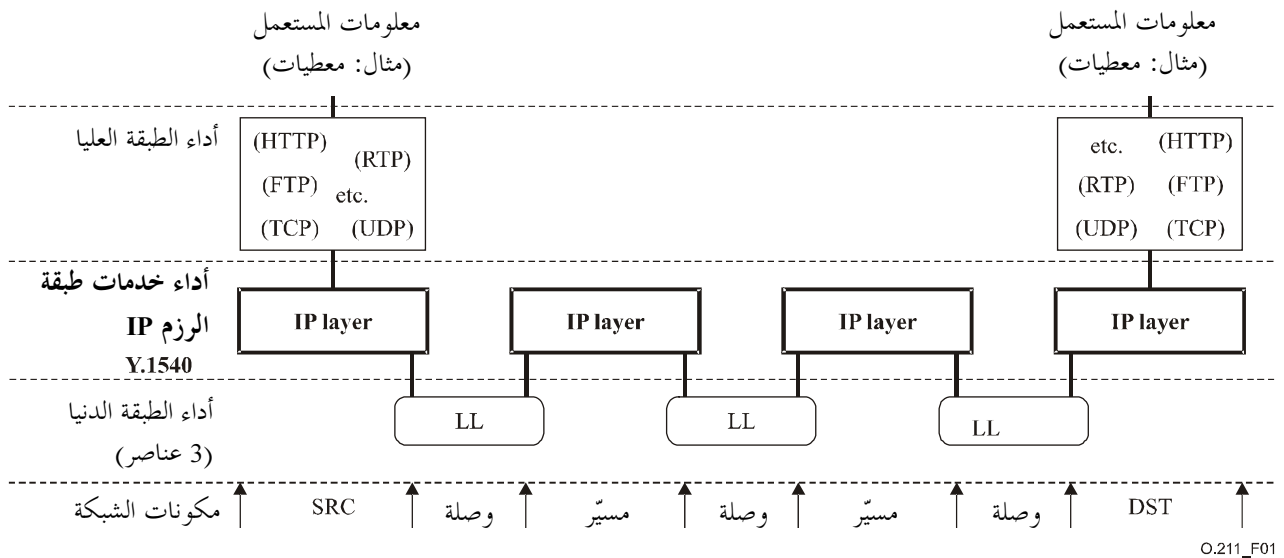 معلومات المستعمل
(مثال: معطيات)
معلومات المستعمل
(مثال: معطيات)
أداء الطبقة العليا
(HTTP)
(RTP)
(FTP)
etc.
(TCP) (UDP)
etc. (HTTP)
(RTP) (FTP)
(UDP) (TCP)
أداء خدمات طبقة
الرزم IP
Y.1540
IP layer
IP layer
IP layer
IP layer
أداء الطبقة الدنيا
(3 عناصر)
LL
LL
LL
مكونات الشبكة
SRC
وصلة
مسيّر
وصلة
مسيّر
وصلة
DST
O.211_F01